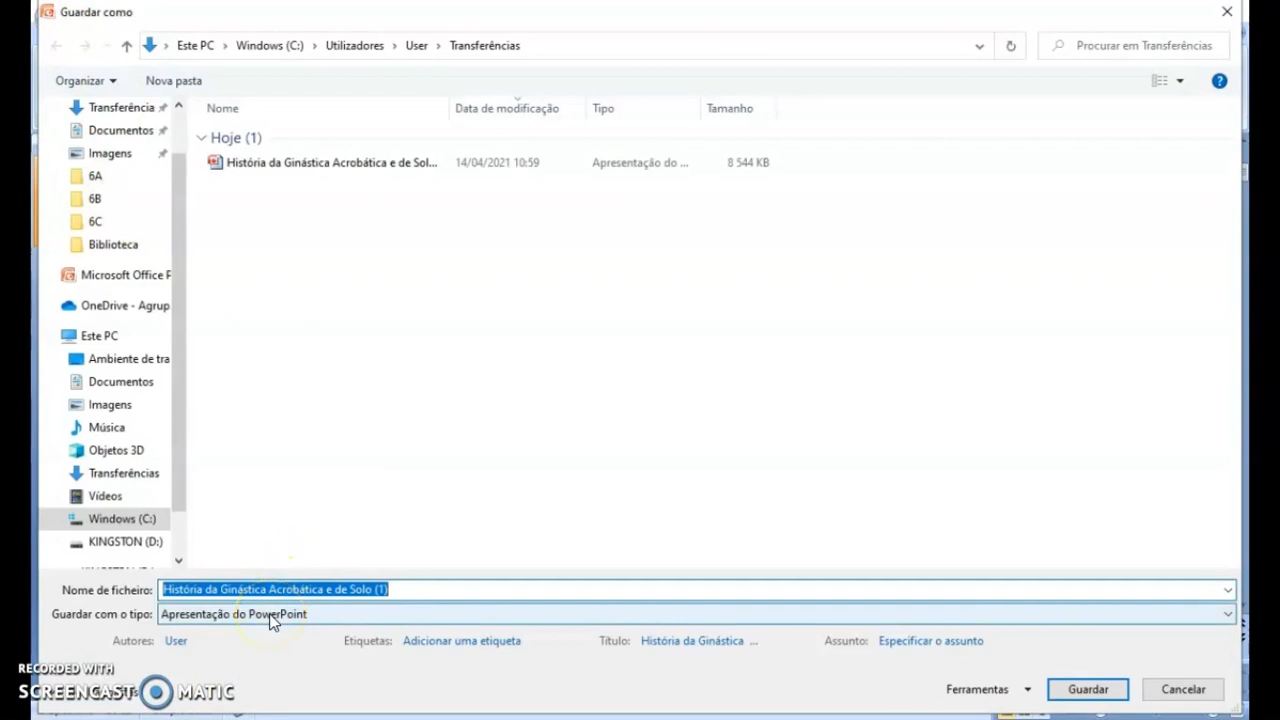 Guardar como
Este PC
Windows (C:)
Utilizadores
User
Transferências
Procurar em Transferências
Organizar
Nova pasta
Transferência
Documentos
Imagens
6A
6B
6C
Biblioteca
Microsoft Office P
OneDrive - Agrup
Este PC
Ambiente de tra
Documentos
Imagens
Música
Objetos 3D
Transferências
Vídeos
Windows (C:)
KINGSTON (D:)
Nome Data de modificação Tipo Tamanho
Hoje (1)
História da Ginástica Acrobática e de Sol... 14/04/2021 10:59 Apresentação do ... 8 544 KB
Nome de ficheiro: História da Ginástica Acrobática e de Solo (1)
Guardar com o tipo: Apresentação do PowerPoint
Autores: User Etiquetas: Adicionar uma etiqueta Título: História da Ginástica ... Assunto: Especificar o assunto
Ferramentas Guardar Cancelar
RECORDED WITH
SCREENCAST MATIC